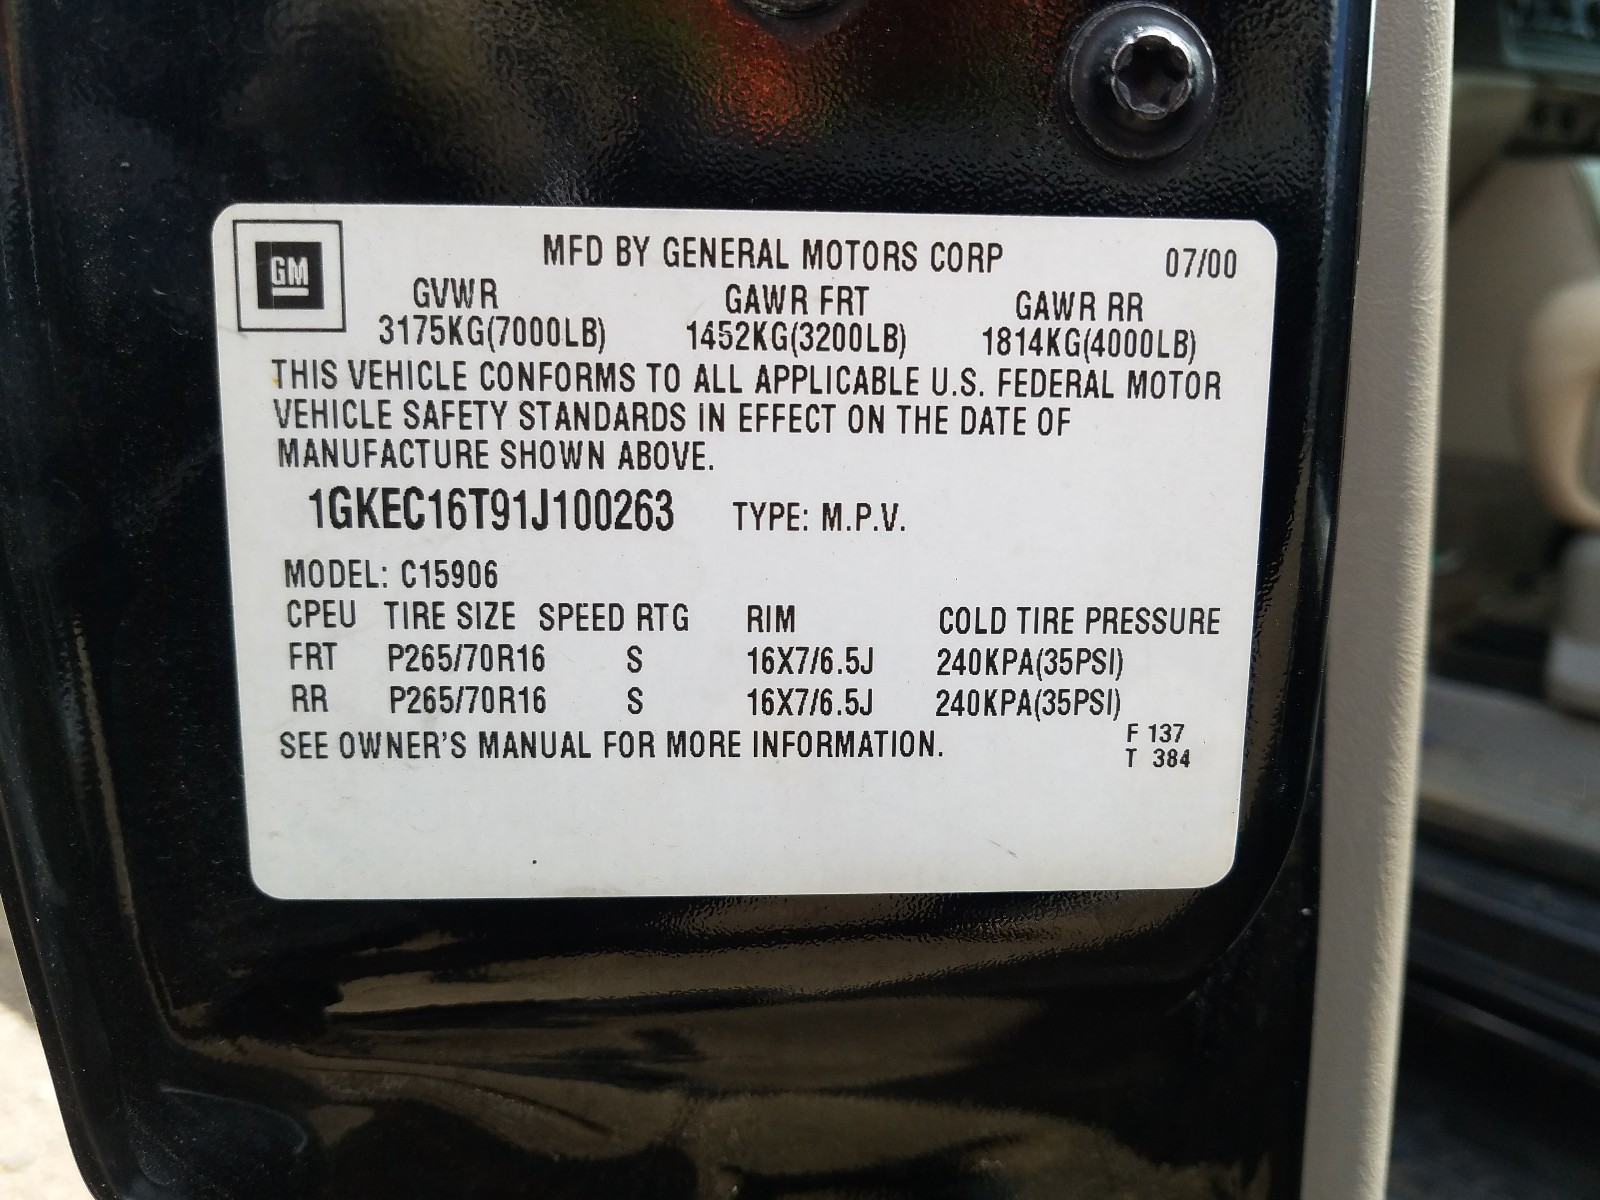 GM
MFD BY GENERAL MOTORS CORP 07/00
GVWR GAWR FRT GAWR RR
3175KG(7000LB) 1452KG(3200LB) 1814KG(4000LB)
THIS VEHICLE CONFORMS TO ALL APPLICABLE U.S. FEDERAL MOTOR
VEHICLE SAFETY STANDARDS IN EFFECT ON THE DATE OF
MANUFACTURE SHOWN ABOVE.
1GKEC16T91J100263 TYPE: M.P.V.
MODEL: C15906
CPEU TIRE SIZE SPEED RTG RIM COLD TIRE PRESSURE
FRT P265/70R16 S 16X7/6.5J 240KPA(35PSI)
RR P265/70R16 S 16X7/6.5J 240KPA(35PSI)
SEE OWNER'S MANUAL FOR MORE INFORMATION.
F 137
T 384